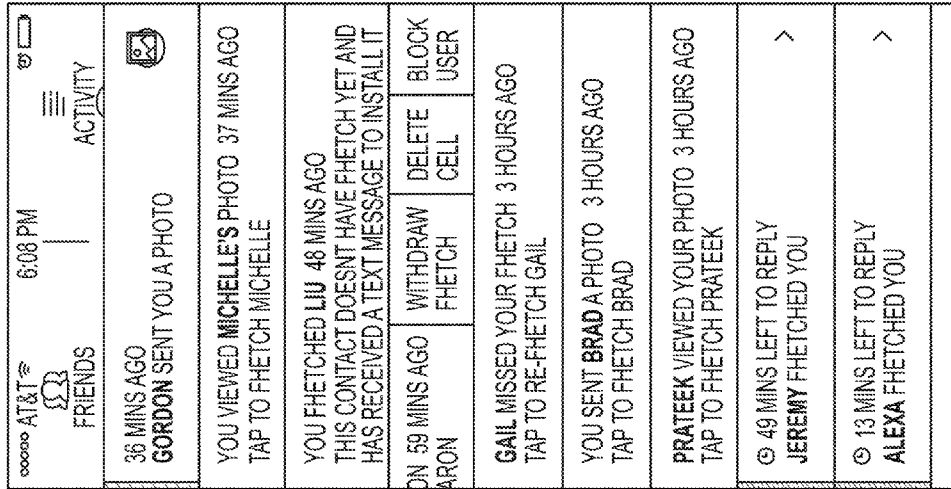 AT&T 6:08 PM
FRIENDS ACTIVITY
36 MINS AGO
GORDON SENT YOU A PHOTO
YOU VIEWED MICHELLE'S PHOTO 37 MINS AGO
TAP TO FHETCH MICHELLE
YOU FHETCHED LIU 48 MINS AGO
THIS CONTACT DOESNT HAVE FHETCH YET AND
HAS RECEIVED A TEXT MESSAGE TO INSTALL IT
ON 59 MINS AGO
ARON
WITHDRAW
FHETCH
DELETE
CELL
BLOCK
USER
GAIL MISSED YOUR FHETCH 3 HOURS AGO
TAP TO RE-FHETCH GAIL
YOU SENT BRAD A PHOTO 3 HOURS AGO
TAP TO FHETCH BRAD
PRATEEK VIEWED YOUR PHOTO 3 HOURS AGO
TAP TO FHETCH PRATEEK
49 MINS LEFT TO REPLY
JEREMY FHETCHED YOU
13 MINS LEFT TO REPLY
ALEXA FHETCHED YOU